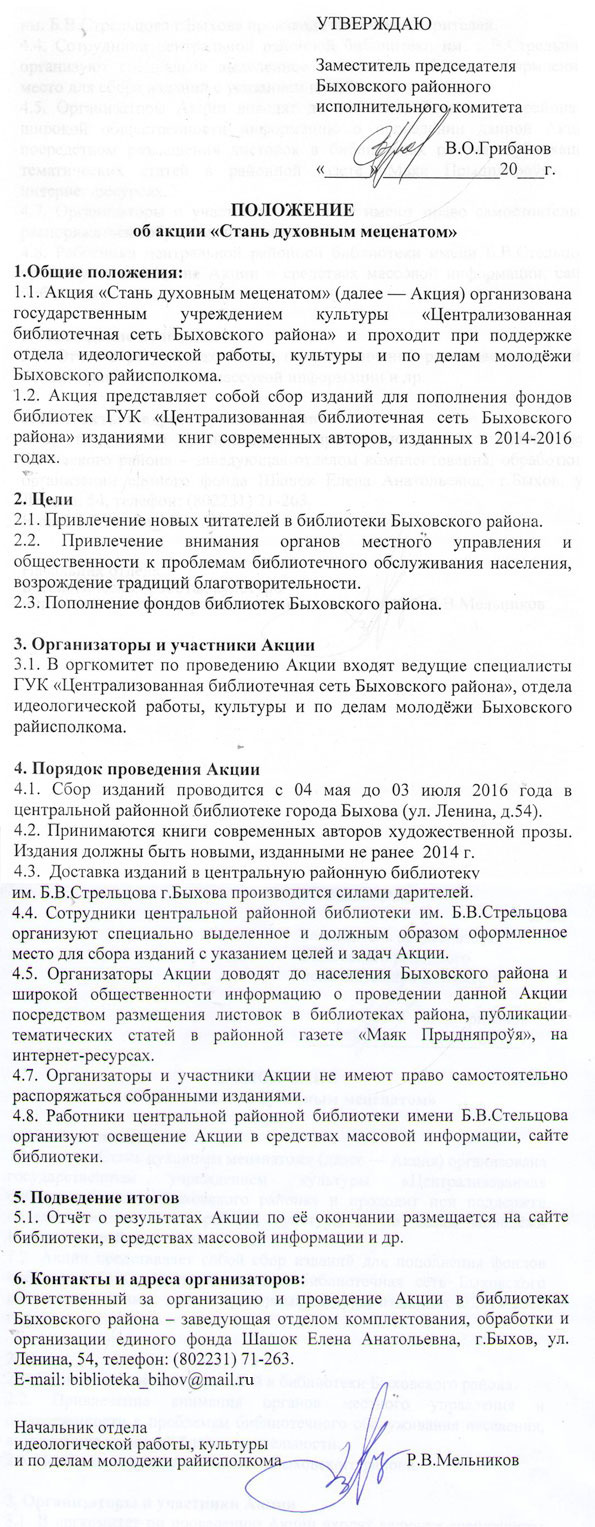 УТВЕРЖДАЮ
Заместитель председателя
Быховского районного
исполнительного комитета
В.О.Грибанов
«_____»______________20___г.
ПОЛОЖЕНИЕ
об акции «Стань духовным меценатом»
1.Общие положения:
1.1. Акция «Стань духовным меценатом» (далее — Акция) организована
государственным учреждением культуры «Централизованная
библиотечная сеть Быховского района» и проходит при поддержке
отдела идеологической работы, культуры и по делам молодёжи
Быховского райисполкома.
1.2. Акция представляет собой сбор изданий для пополнения фондов
библиотек ГУК «Централизованная библиотечная сеть Быховского
района» изданиями книг современных авторов, изданных в 2014-2016
годах.
2. Цели
2.1. Привлечение новых читателей в библиотеки Быховского района.
2.2. Привлечение внимания органов местного управления и
общественности к проблемам библиотечного обслуживания населения,
возрождение традиций благотворительности.
2.3. Пополнение фондов библиотек Быховского района.
3. Организаторы и участники Акции
3.1. В оргкомитет по проведению Акции входят ведущие специалисты
ГУК «Централизованная библиотечная сеть Быховского района», отдела
идеологической работы, культуры и по делам молодёжи Быховского
райисполкома.
4. Порядок проведения Акции
4.1. Сбор изданий проводится с 04 мая до 03 июля 2016 года в
центральной районной библиотеке города Быхова (ул. Ленина, д.54).
4.2. Принимаются книги современных авторов художественной прозы.
Издания должны быть новыми, изданными не ранее 2014 г.
4.3. Доставка изданий в центральную районную библиотеку
им. Б.В.Стрельцова г.Быхова производится силами дарителей.
4.4. Сотрудники центральной районной библиотеки им. Б.В.Стрельцова
организуют специально выделенное и должным образом оформленное
место для сбора изданий с указанием целей и задач Акции.
4.5. Организаторы Акции доводят до населения Быховского района и
широкой общественности информацию о проведении данной Акции
посредством размещения листовок в библиотеках района, публикации
тематических статей в районной газете «Маяк Прыдняпроўя», на
интернет-ресурсах.
4.7. Организаторы и участники Акции не имеют право самостоятельно
распоряжаться собранными изданиями.
4.8. Работники центральной районной библиотеки имени Б.В.Стельцова
организуют освещение Акции в средствах массовой информации, сайте
библиотеки.
5. Подведение итогов
5.1. Отчёт о результатах Акции по её окончании размещается на сайте
библиотеки, в средствах массовой информации и др.
6. Контакты и адреса организаторов:
Ответственный за организацию и проведение Акции в библиотеках
Быховского района – заведующая отделом комплектования, обработки и
организации единого фонда Шашок Елена Анатольевна, г.Быхов, ул.
Ленина, 54, телефон: (802231) 71-263.
E-mail: biblioteka_bihov@mail.ru
Начальник отдела
идеологической работы, культуры
и по делам молодежи райисполкома Р.В.Мельников